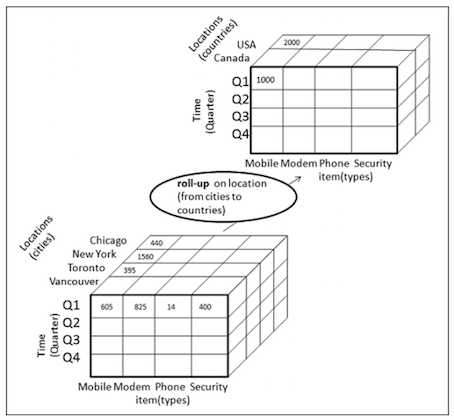 Locations
(countries)
USA
2000
Canada
Time
(Quarter)
Q1
1000
Q2
Q3
Q4
Mobile Modem Phone Security
item(types)
roll-up on location
(from cities to
countries)
Locations
(cities)
Chicago
440
New York
1560
Toronto
395
Vancouver
Time
(Quarter)
Q1
605 825 14 400
Q2
Q3
Q4
Mobile Modem Phone Security
item(types)